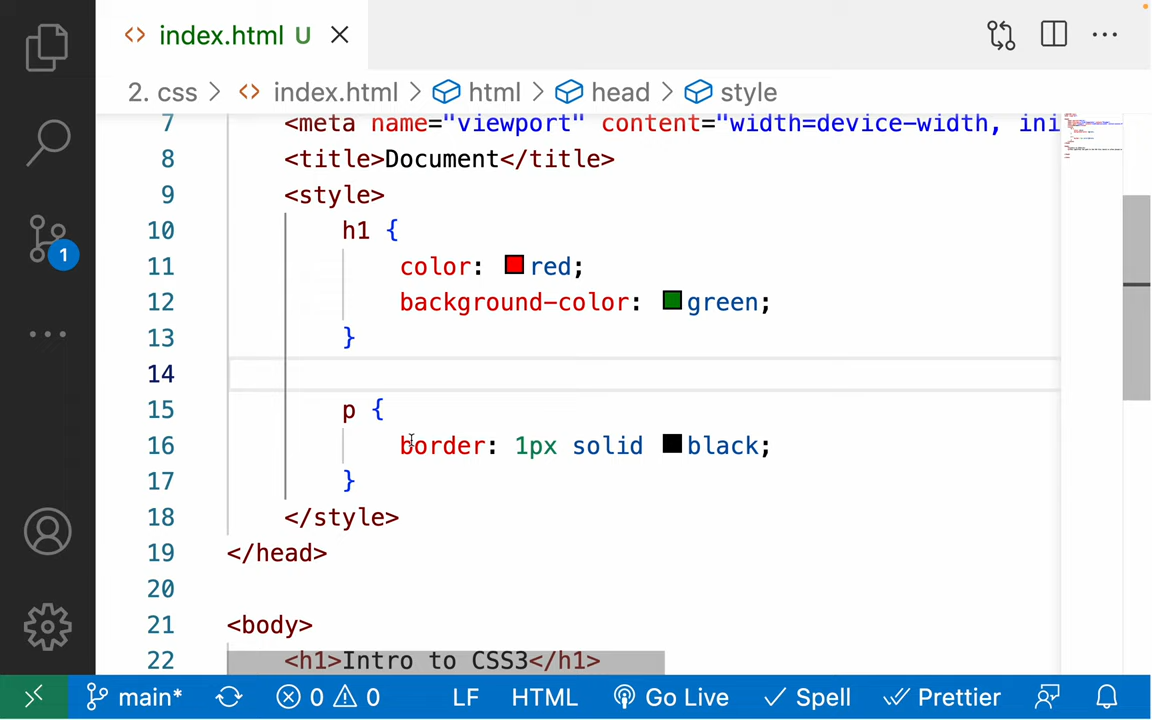 index.html U
2. css > index.html > html > head > style
7 <meta name="viewport" content="width=device-width, ini
8 <title>Document</title>
9 <style>
10 h1 {
11 color: red;
12 background-color: green;
13 }
14
15 p {
16 border: 1px solid black;
17 }
18 </style>
19 </head>
20
21 <body>
22 <h1>Intro to CSS3</h1>
1
main* 0 0 LF HTML Go Live Spell Prettier